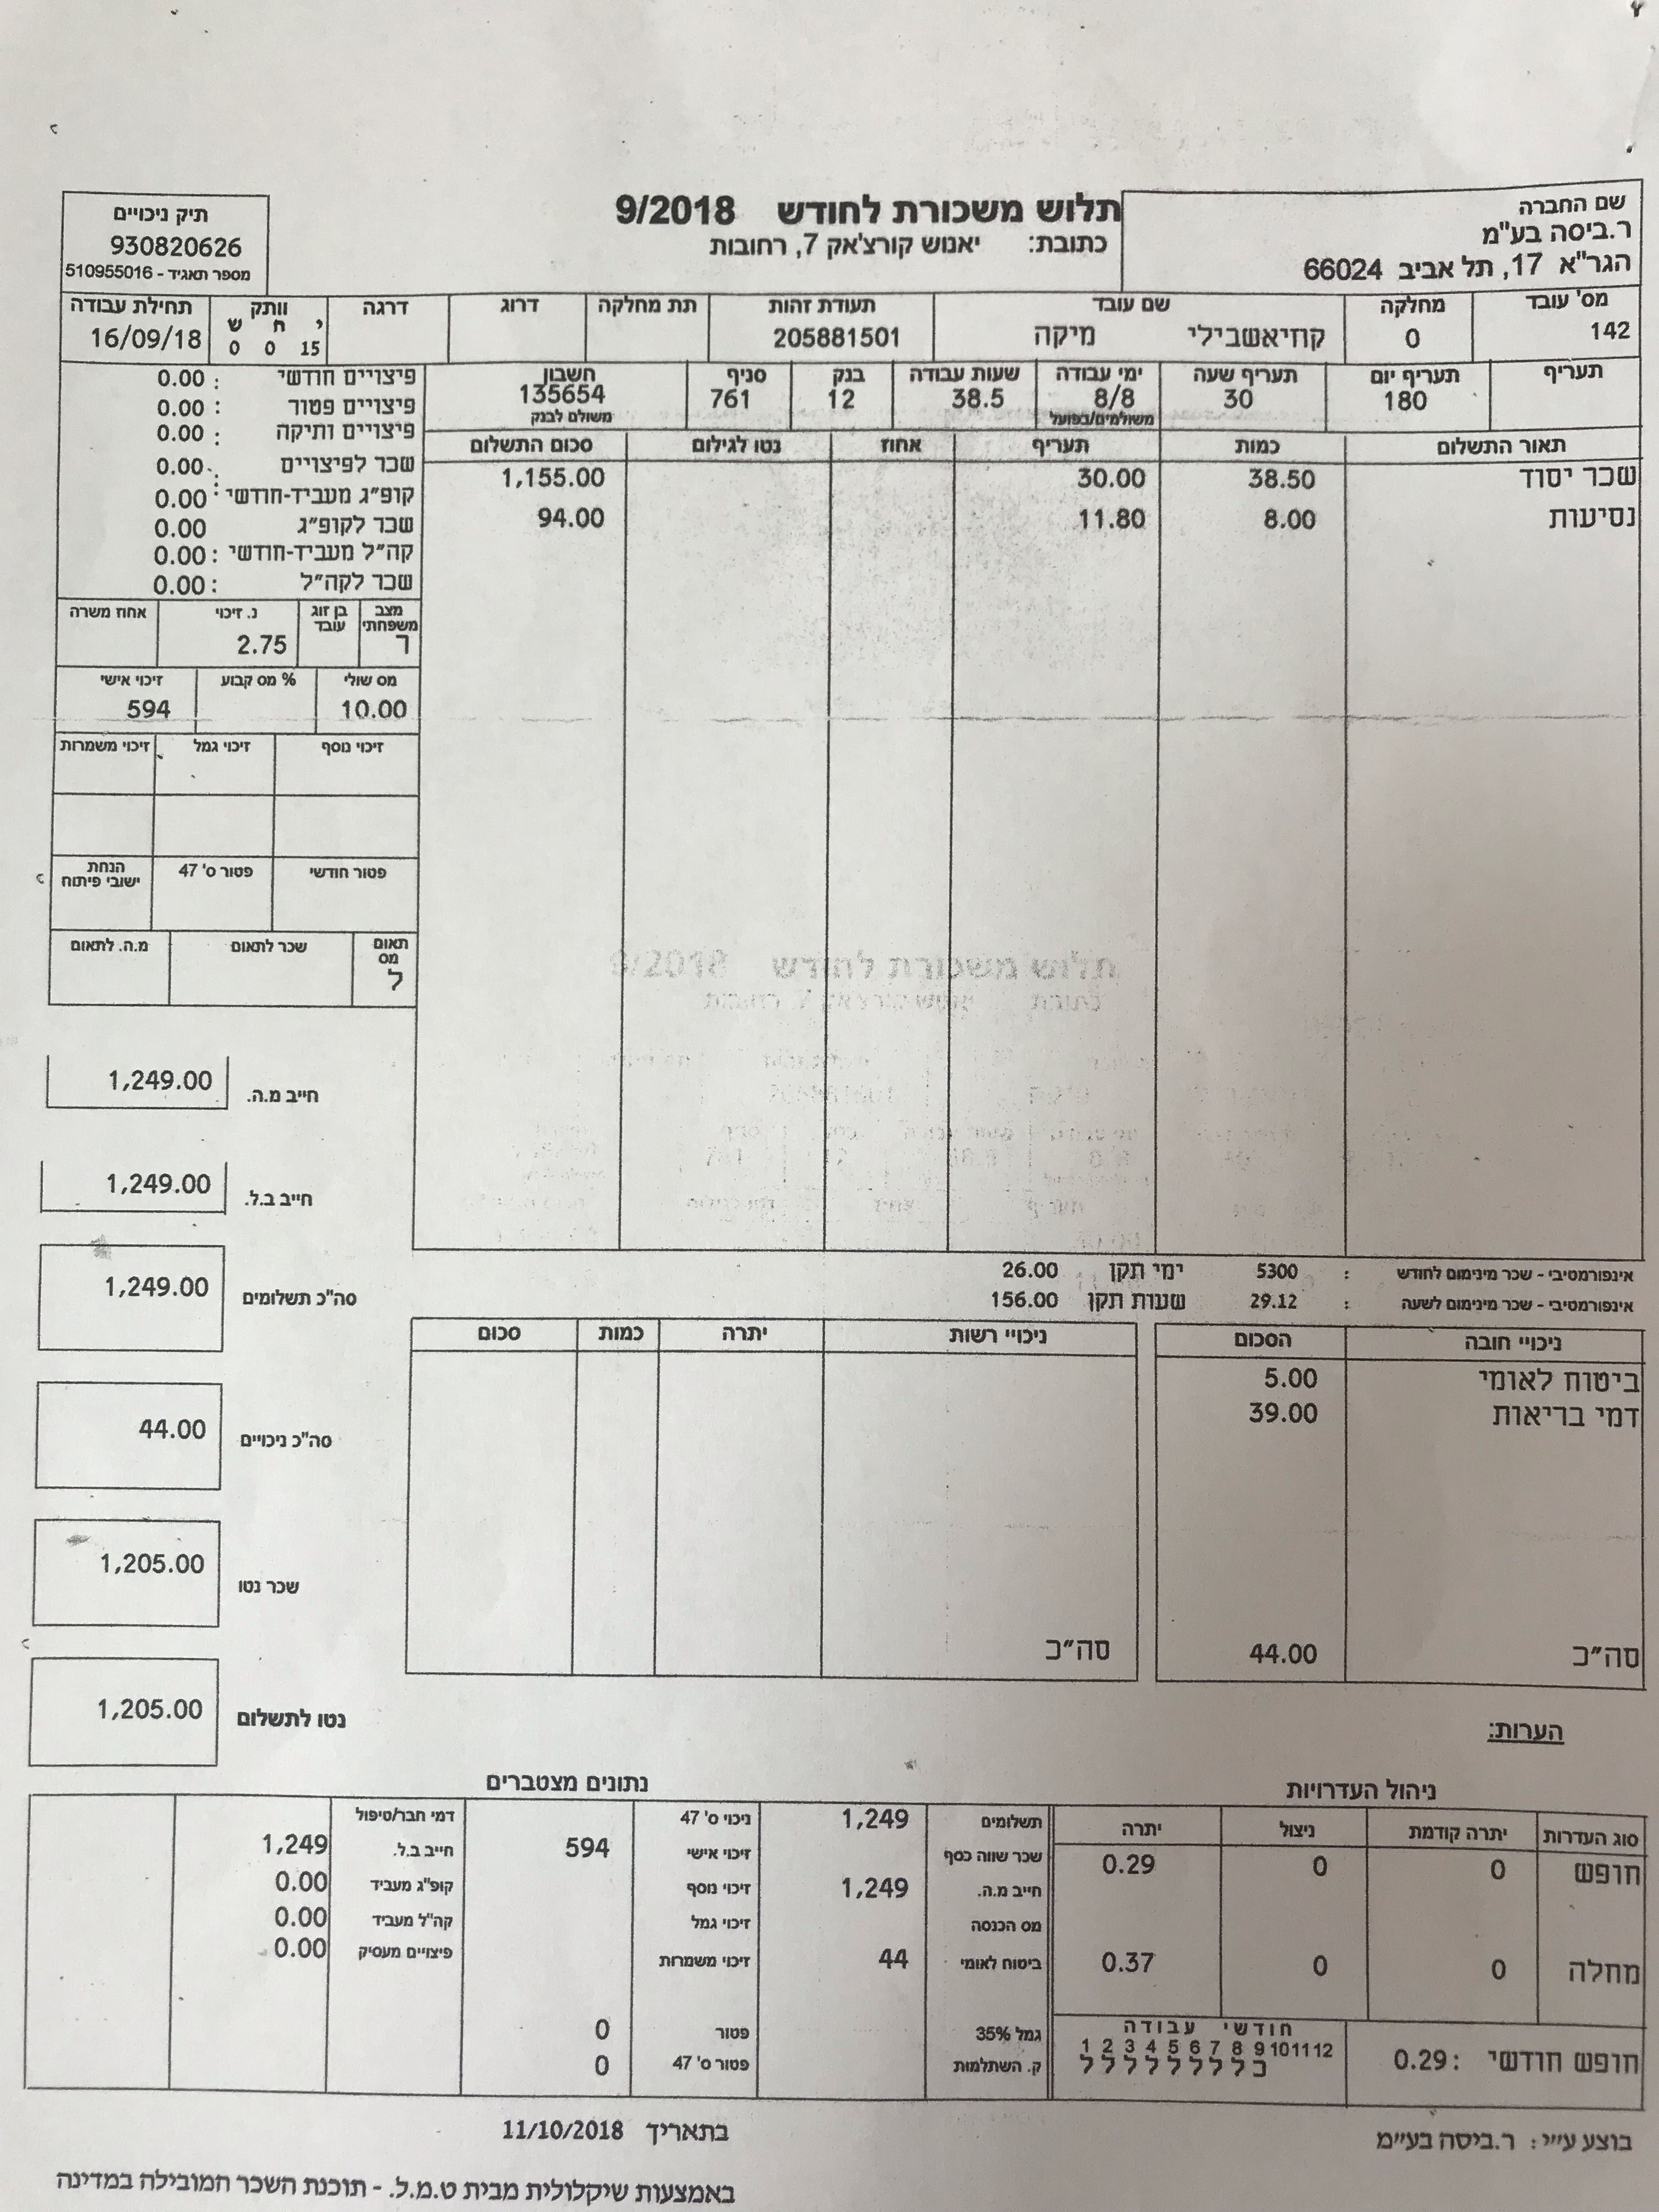 תלוש משכורת לחודש 9/2018
כתובת: יאנוש קורצ'אק 7, רחובות
שם החברה
ר.ביסה בע"מ
הגר"א 17, תל אביב 66024
תיק ניכויים
930820626
מספר תאגיד - 510955016
מס' עובד מחלקה שם עובד תעודת זהות תת מחלקה דרוג דרגה וותק תחילת עבודה
י ח ש
142 0 קוזיאשבילי מיקה 205881501 15 0 0 16/09/18
תעריף תעריף יום תעריף שעה ימי עבודה שעות עבודה בנק סניף חשבון
180 30 8/8 38.5 12 761 135654
משולמים/בפועל משולם לבנק
תאור התשלום כמות תעריף אחוז נטו לגילום סכום התשלום
שכר יסוד 38.50 30.00 1,155.00
נסיעות 8.00 11.80 94.00
פיצויים חודשי : 0.00
פיצויים פטור : 0.00
פיצויים ותיקה : 0.00
שכר לפיצויים : 0.00
קופ"ג מעביד-חודשי : 0.00
שכר לקופ"ג 0.00
קה"ל מעביד-חודשי : 0.00
שכר לקה"ל : 0.00
מצב משפחתי בן זוג עובד נ. זיכוי אחוז משרה
ר 2.75
מס שולי % מס קבוע זיכוי אישי
10.00 594
זיכוי נוסף זיכוי גמל זיכוי משמרות
פטור חודשי פטור ס' 47 הנחת ישובי פיתוח
תאום מס שכר לתאום מ.ה. לתאום
ל
חייב מ.ה. 1,249.00
חייב ב.ל. 1,249.00
סה"כ תשלומים 1,249.00
סה"כ ניכויים 44.00
שכר נטו 1,205.00
נטו לתשלום 1,205.00
אינפורמטיבי - שכר מינימום לחודש : 5300 ימי תקן 26.00
אינפורמטיבי - שכר מינימום לשעה : 29.12 שעות תקן 156.00
ניכויי חובה הסכום ניכויי רשות יתרה כמות סכום
ביטוח לאומי 5.00
דמי בריאות 39.00
סה"כ 44.00 סה"כ
הערות:
ניהול העדרויות
סוג העדרות יתרה קודמת ניצול יתרה
חופש 0 0 0.29
מחלה 0 0 0.37
חופש חודשי : 0.29
חודשי עבודה
1 2 3 4 5 6 7 8 9 10 11 12
ל ל ל ל ל ל ל ל כ
נתונים מצטברים
תשלומים 1,249 ניכוי ס' 47 דמי חבר/טיפול
שכר שווה כסף זיכוי אישי 594 חייב ב.ל. 1,249
חייב מ.ה. 1,249 זיכוי נוסף קופ"ג מעביד 0.00
מס הכנסה זיכוי גמל קה"ל מעביד 0.00
ביטוח לאומי 44 זיכוי משמרות פיצויים מעסיק 0.00
גמל 35% פטור 0
ק. השתלמות פטור ס' 47 0
בוצע ע"י : ר.ביסה בע"מ בתאריך 11/10/2018
באמצעות שיקלולית מבית ט.מ.ל. - תוכנת השכר המובילה במדינה